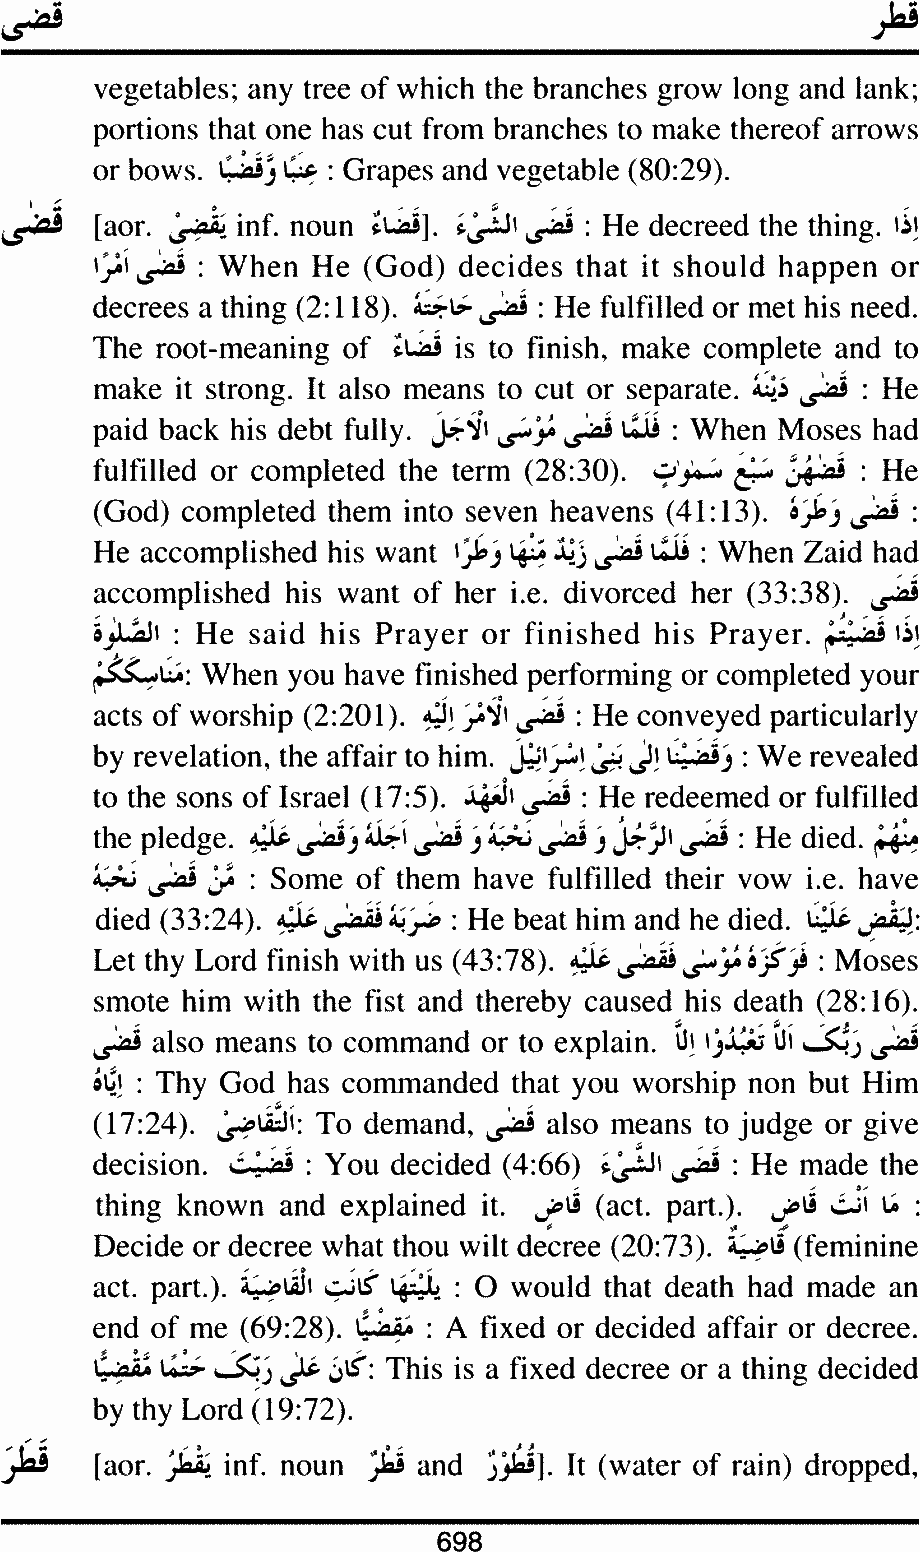 قضى قطر
vegetables; any tree of which the branches grow long and lank;
portions that one has cut from branches to make thereof arrows
or bows. عِنَبًا وَّقَضْبًا : Grapes and vegetable (80:29).
قَضٰى [aor. يَقْضِيْ inf. noun قَضَاءٌ]. قَضَى الشَّيْءَ : He decreed the thing. اِذَا
قَضٰى اَمْرًا : When He (God) decides that it should happen or
decrees a thing (2:118). قَضٰى حَاجَتَهُ : He fulfilled or met his need.
The root-meaning of قَضَاءٌ is to finish, make complete and to
make it strong. It also means to cut or separate. قَضٰى دَيْنَهُ : He
paid back his debt fully. فَلَمَّا قَضٰى مُوْسَى الْاَجَلَ : When Moses had
fulfilled or completed the term (28:30). قَضٰهُنَّ سَبْعَ سَمٰوٰتٍ : He
(God) completed them into seven heavens (41:13). قَضٰى وَطَرَهُ :
He accomplished his want فَلَمَّا قَضٰى زَيْدٌ مِّنْهَا وَطَرًا : When Zaid had
accomplished his want of her i.e. divorced her (33:38). قَضَى
الصَّلٰوةَ : He said his Prayer or finished his Prayer. اِذَا قَضَيْتُمْ
مَنَاسِكَكُمْ: When you have finished performing or completed your
acts of worship (2:201). قَضَى الْاَمْرَ اِلَيْهِ : He conveyed particularly
by revelation, the affair to him. وَقَضَيْنَا اِلٰى بَنِيْ اِسْرَائِيْلَ : We revealed
to the sons of Israel (17:5). قَضَى الْعَهْدَ : He redeemed or fulfilled
the pledge. قَضَى الرَّجُلُ و قَضٰى نَحْبَهُ و قَضٰى اَجَلَهُ وقَضٰى عَلَيْهِ : He died. مِنْهُمْ
مَّنْ قَضٰى نَحْبَهُ : Some of them have fulfilled their vow i.e. have
died (33:24). ضَرَبَهُ فَقَضٰى عَلَيْهِ : He beat him and he died. لِيَقْضِ عَلَيْنَا:
Let thy Lord finish with us (43:78). فَوَكَزَهُ مُوْسٰى فَقَضٰى عَلَيْهِ : Moses
smote him with the fist and thereby caused his death (28:16).
قَضٰى also means to command or to explain. قَضٰى رَبُّكَ اَلَّا تَعْبُدُوْا اِلَّا
اِيَّاهُ : Thy God has commanded that you worship non but Him
(17:24). اَلتَّقَاضِيْ: To demand, قَضٰى also means to judge or give
decision. قَضَيْتَ : You decided (4:66) قَضَى الشَّيْءَ : He made the
thing known and explained it. قَاضٍ (act. part.). مَا اَنْتَ قَاضٍ :
Decide or decree what thou wilt decree (20:73). قَاضِيَةٌ (feminine
act. part.). يٰلَيْتَهَا كَانَتِ الْقَاضِيَةَ : O would that death had made an
end of me (69:28). مَقْضِيًّا : A fixed or decided affair or decree.
كَانَ عَلٰى رَبِّكَ حَتْمًا مَّقْضِيًّا: This is a fixed decree or a thing decided
by thy Lord (19:72).
قَطَرَ [aor. يَقْطُرُ inf. noun قَطْرٌ and قُطُوْرٌ]. It (water of rain) dropped,
698